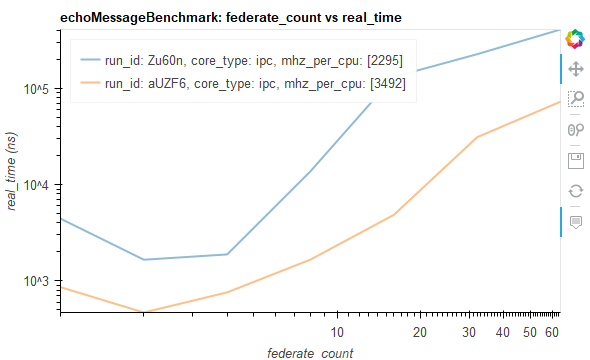 echoMessageBenchmark: federate_count vs real_time
run_id: Zu60n, core_type: ipc, mhz_per_cpu: [2295]
run_id: aUZF6, core_type: ipc, mhz_per_cpu: [3492]
10^5
10^4
10^3
real_time (ns)
10 20 30 40 50 60
federate_count